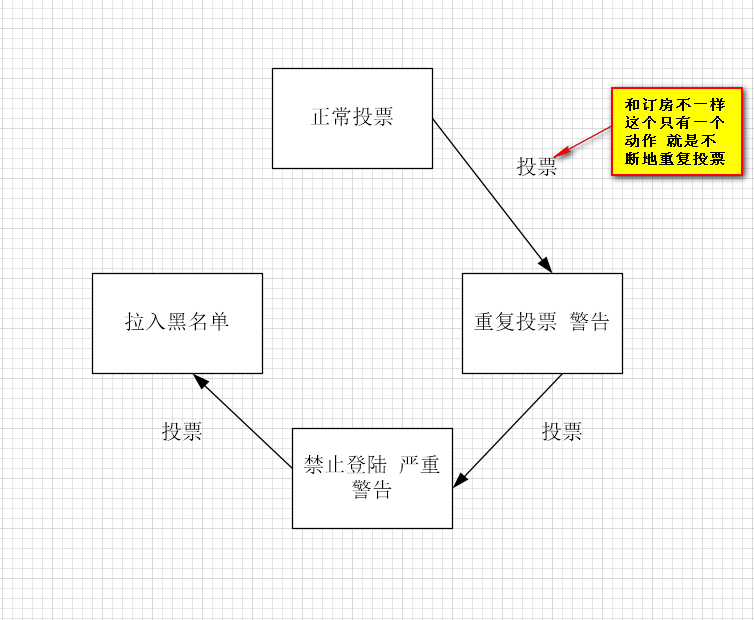 正常投票
和订房不一样
这个只有一个
动作 就是不
断地重复投票
投票
拉入黑名单
重复投票 警告
投票
投票
禁止登陆 严重
警告